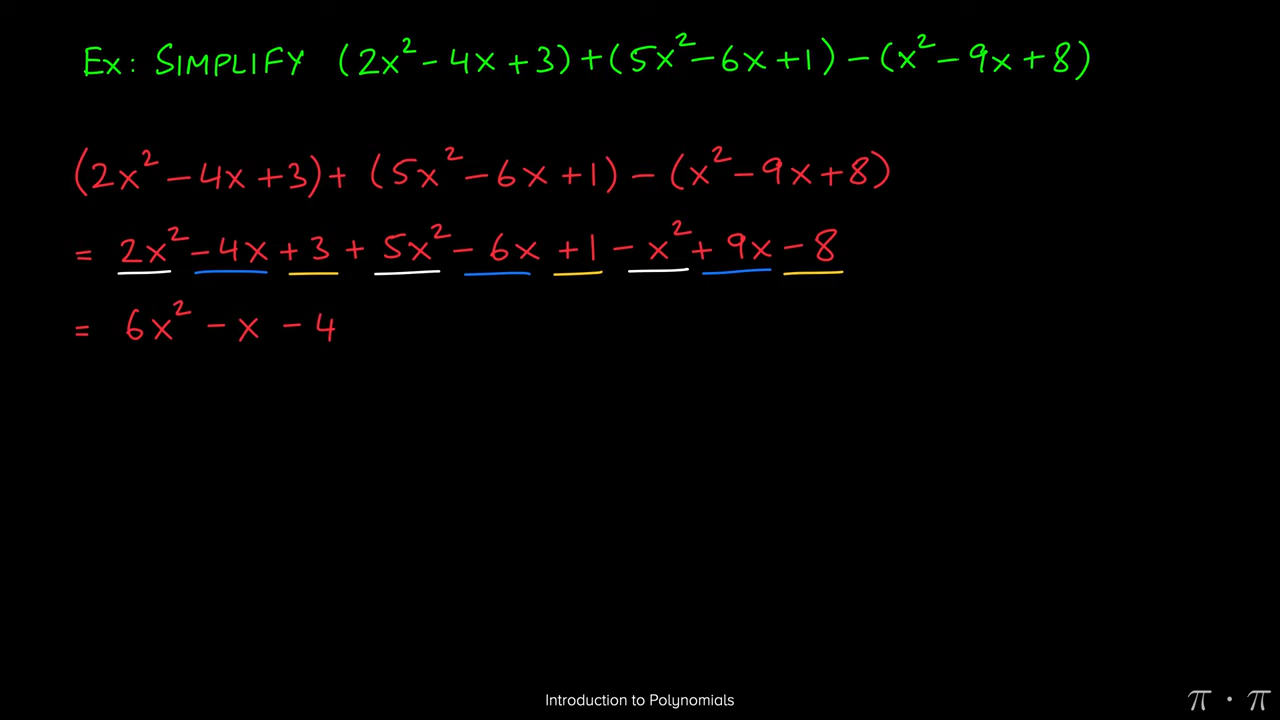 Ex: SIMPLIFY (2x² - 4x + 3) + (5x² - 6x + 1) - (x² - 9x + 8)
(2x² - 4x + 3) + (5x² - 6x + 1) - (x² - 9x + 8)
= 2x² - 4x + 3 + 5x² - 6x + 1 - x² + 9x - 8
= 6x² - x - 4
Introduction to Polynomials
π · π